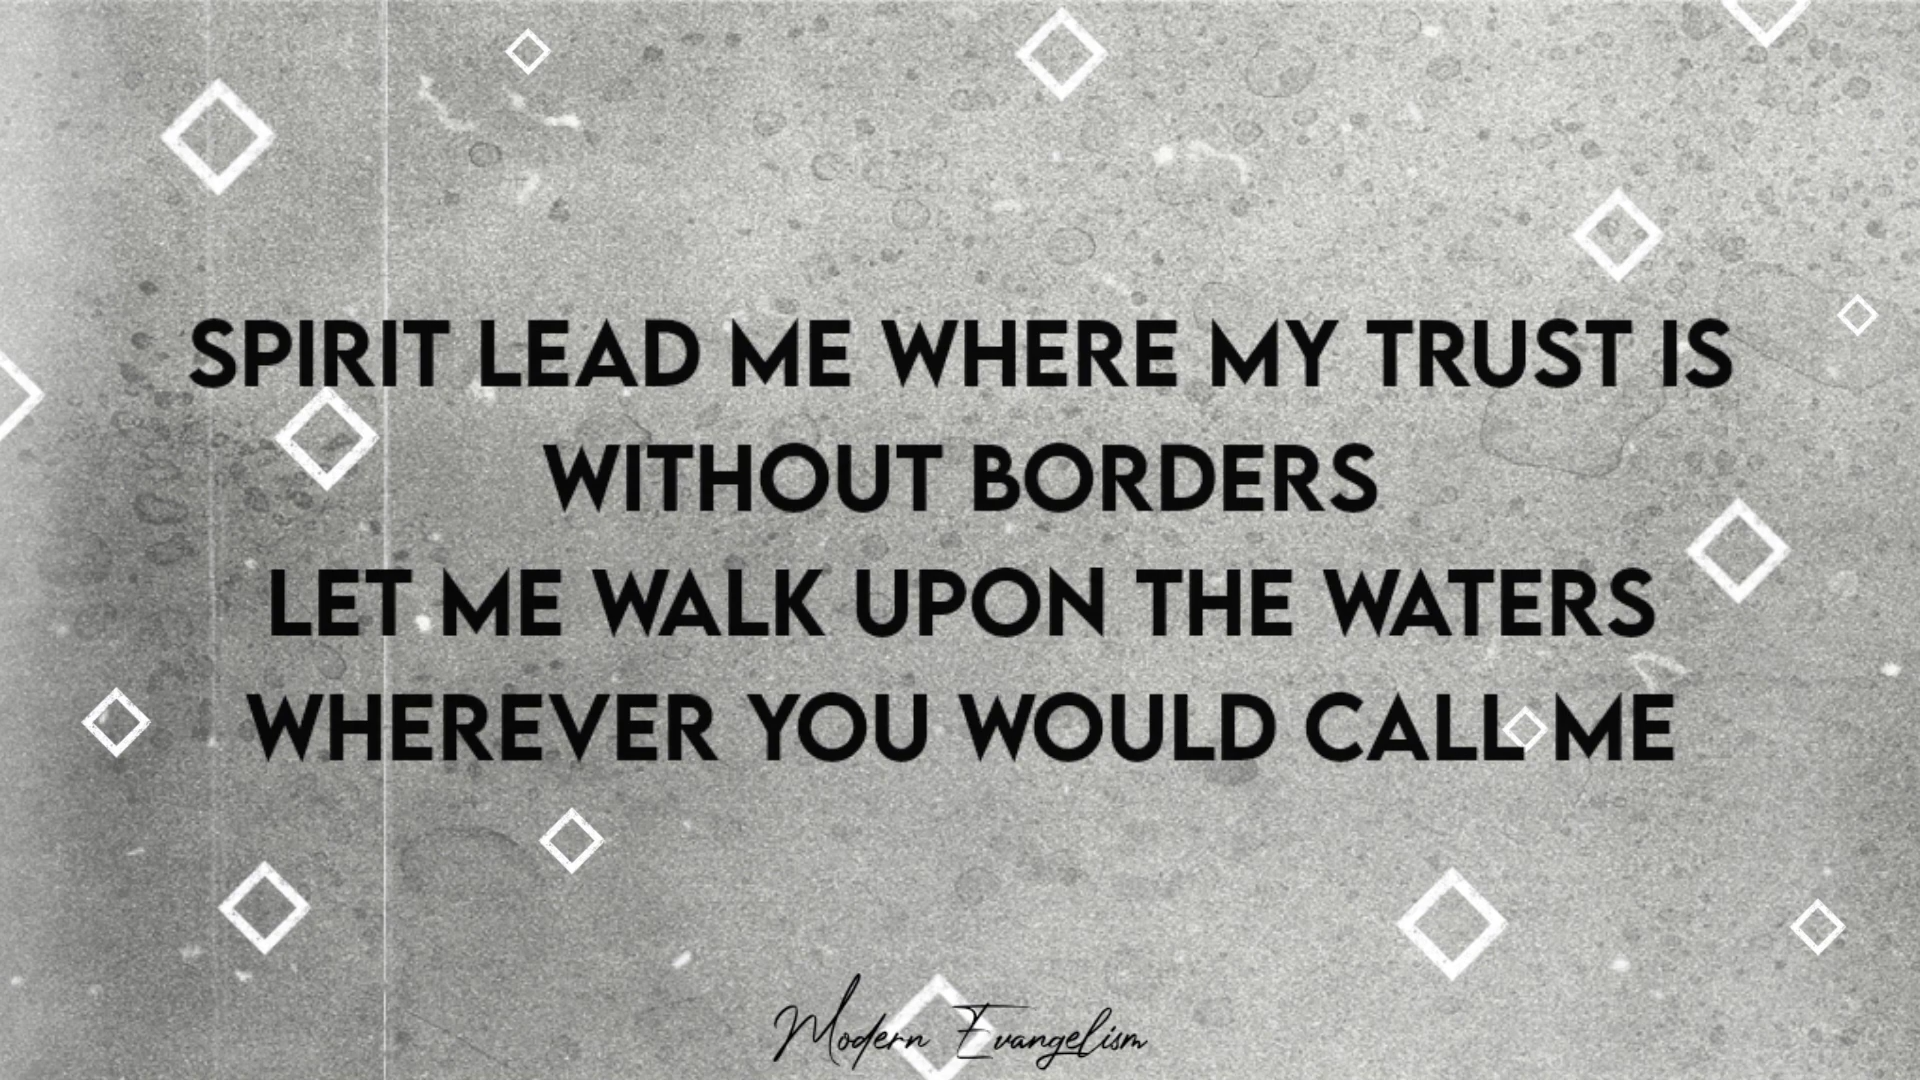 SPIRIT LEAD ME WHERE MY TRUST IS
WITHOUT BORDERS
LET ME WALK UPON THE WATERS
WHEREVER YOU WOULD CALL ME
Modern Evangelism